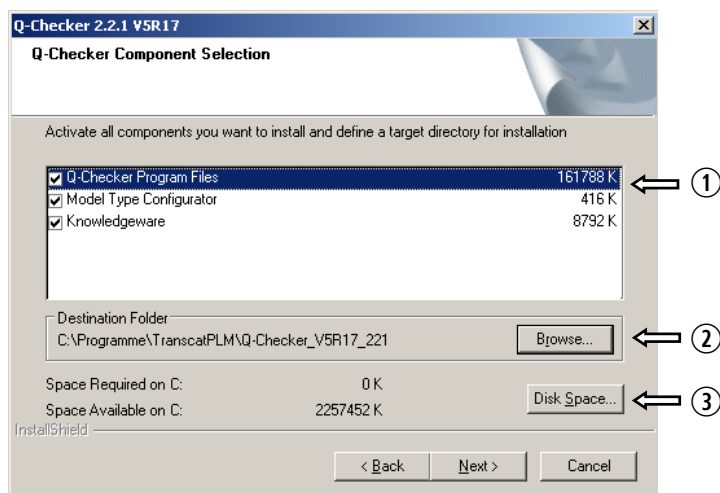 Q-Checker 2.2.1 V5R17
Q-Checker Component Selection
Activate all components you want to install and define a target directory for installation
Q-Checker Program Files 161788 K
①
Model Type Configurator 416 K
Knowledgeware 8792 K
Destination Folder
C:\Programme\TranscatPLM\Q-Checker_V5R17_221 Browse... ②
Space Required on C: 0 K
Disk Space... ③
Space Available on C: 2257452 K
InstallShield
< Back Next > Cancel